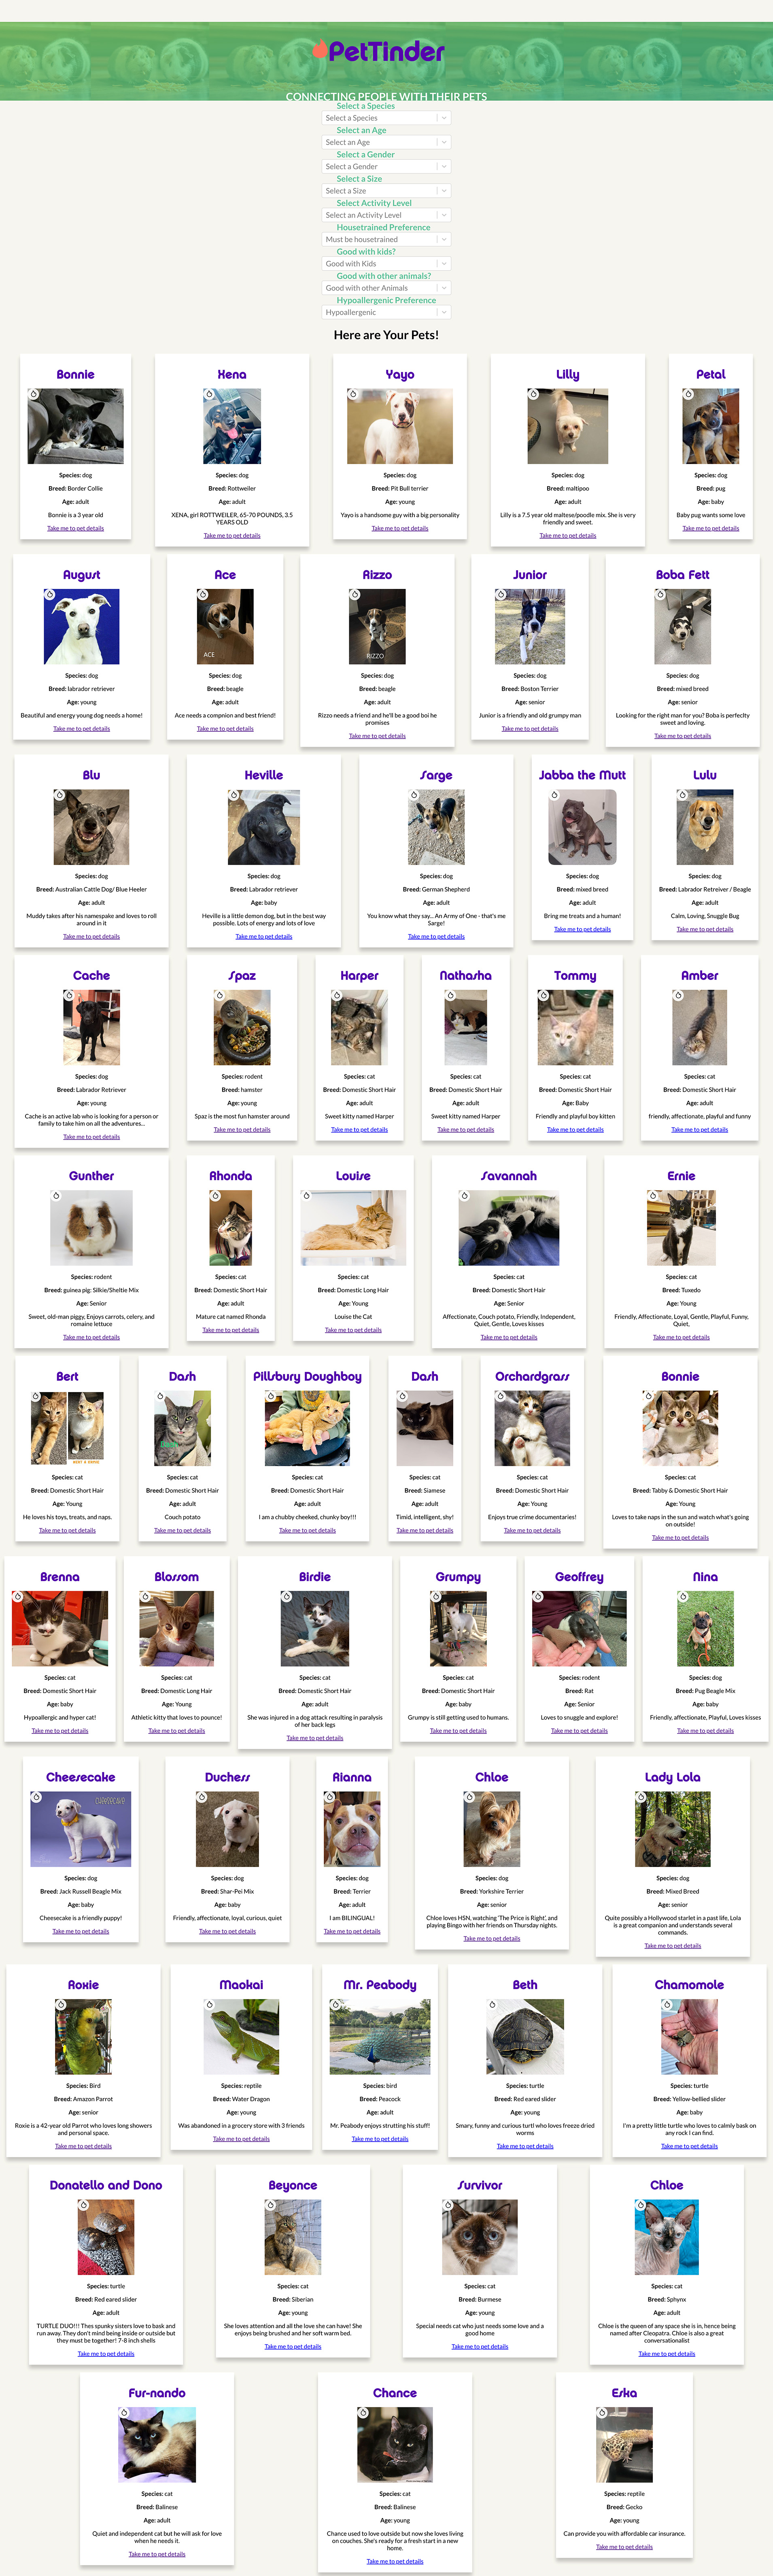 PetTinder
CONNECTING PEOPLE WITH THEIR PETS
Select a Species
Select a Species
Select an Age
Select an Age
Select a Gender
Select a Gender
Select a Size
Select a Size
Select Activity Level
Select an Activity Level
Housetrained Preference
Must be housetrained
Good with kids?
Good with Kids
Good with other animals?
Good with other Animals
Hypoallergenic Preference
Hypoallergenic
Here are Your Pets!
Bonnie
Species: dog
Breed: Border Collie
Age: adult
Bonnie is a 3 year old
Take me to pet details
Xena
Species: dog
Breed: Rottweiler
Age: adult
XENA, girl ROTTWEILER, 65-70 POUNDS, 3.5
YEARS OLD
Take me to pet details
Yayo
Species: dog
Breed: Pit Bull terrier
Age: young
Yayo is a handsome guy with a big personality
Take me to pet details
Lilly
Species: dog
Breed: maltipoo
Age: adult
Lilly is a 7.5 year old maltese/poodle mix. She is very
friendly and sweet.
Take me to pet details
Petal
Species: dog
Breed: pug
Age: baby
Baby pug wants some love
Take me to pet details
August
Species: dog
Breed: labrador retriever
Age: young
Beautiful and energy young dog needs a home!
Take me to pet details
Ace
ACE
Species: dog
Breed: beagle
Age: adult
Ace needs a compnion and best friend!
Take me to pet details
Rizzo
RIZZO
Species: dog
Breed: beagle
Age: adult
Rizzo needs a friend and he'll be a good boi he
promises
Take me to pet details
Junior
Species: dog
Breed: Boston Terrier
Age: senior
Junior is a friendly and old grumpy man
Take me to pet details
Boba Fett
Species: dog
Breed: mixed breed
Age: senior
Looking for the right man for you? Boba is perfeclty
sweet and loving.
Take me to pet details
Blu
Species: dog
Breed: Australian Cattle Dog/ Blue Heeler
Age: adult
Muddy takes after his namespake and loves to roll
around in it
Take me to pet details
Heville
Species: dog
Breed: Labrador retriever
Age: baby
Heville is a little demon dog, but in the best way
possible. Lots of energy and lots of love
Take me to pet details
Sarge
Species: dog
Breed: German Shepherd
Age: adult
You know what they say... An Army of One - that's me
Sarge!
Take me to pet details
Jabba the Mutt
Species: dog
Breed: mixed breed
Age: adult
Bring me treats and a human!
Take me to pet details
Lulu
Species: dog
Breed: Labrador Retreiver / Beagle
Age: adult
Calm, Loving, Snuggle Bug
Take me to pet details
Cache
Species: dog
Breed: Labrador Retriever
Age: young
Cache is an active lab who is looking for a person or
family to take him on all the adventures...
Take me to pet details
Spaz
Species: rodent
Breed: hamster
Age: young
Spaz is the most fun hamster around
Take me to pet details
Harper
Species: cat
Breed: Domestic Short Hair
Age: adult
Sweet kitty named Harper
Take me to pet details
Nathasha
Species: cat
Breed: Domestic Short Hair
Age: adult
Sweet kitty named Harper
Take me to pet details
Tommy
Species: cat
Breed: Domestic Short Hair
Age: Baby
Friendly and playful boy kitten
Take me to pet details
Amber
Species: cat
Breed: Domestic Short Hair
Age: adult
friendly, affectionate, playful and funny
Take me to pet details
Gunther
Species: rodent
Breed: guinea pig: Silkie/Sheltie Mix
Age: Senior
Sweet, old-man piggy, Enjoys carrots, celery, and
romaine lettuce
Take me to pet details
Rhonda
Species: cat
Breed: Domestic Short Hair
Age: adult
Mature cat named Rhonda
Take me to pet details
Louise
Species: cat
Breed: Domestic Long Hair
Age: Young
Louise the Cat
Take me to pet details
Savannah
Species: cat
Breed: Domestic Short Hair
Age: Senior
Affectionate, Couch potato, Friendly, Independent,
Quiet, Gentle, Loves kisses
Take me to pet details
Ernie
Species: cat
Breed: Tuxedo
Age: Young
Friendly, Affectionate, Loyal, Gentle, Playful, Funny,
Quiet,
Take me to pet details
Bert
BERT & ERNIE
Species: cat
Breed: Domestic Short Hair
Age: Young
He loves his toys, treats, and naps.
Take me to pet details
Dash
Species: cat
Breed: Domestic Short Hair
Age: adult
Couch potato
Take me to pet details
Pillsbury Doughboy
Species: cat
Breed: Domestic Short Hair
Age: adult
I am a chubby cheeked, chunky boy!!!
Take me to pet details
Dash
Species: cat
Breed: Siamese
Age: adult
Timid, intelligent, shy!
Take me to pet details
Orchardgrass
Species: cat
Breed: Domestic Short Hair
Age: Young
Enjoys true crime documentaries!
Take me to pet details
Bonnie
Species: cat
Breed: Tabby & Domestic Short Hair
Age: Young
Loves to take naps in the sun and watch what's going
on outside!
Take me to pet details
Brenna
Species: cat
Breed: Domestic Short Hair
Age: baby
Hypoallergic and hyper cat!
Take me to pet details
Blossom
Species: cat
Breed: Domestic Long Hair
Age: Young
Athletic kitty that loves to pounce!
Take me to pet details
Birdie
Species: cat
Breed: Domestic Short Hair
Age: adult
She was injured in a dog attack resulting in paralysis
of her back legs
Take me to pet details
Grumpy
Species: cat
Breed: Domestic Short Hair
Age: baby
Grumpy is still getting used to humans.
Take me to pet details
Geoffrey
Species: rodent
Breed: Rat
Age: Senior
Loves to snuggle and explore!
Take me to pet details
Nina
Species: dog
Breed: Pug Beagle Mix
Age: baby
Friendly, affectionate, Playful, Loves kisses
Take me to pet details
Cheesecake
CHEESECAKE
Species: dog
Breed: Jack Russell Beagle Mix
Age: baby
Cheesecake is a friendly puppy!
Take me to pet details
Duchess
Species: dog
Breed: Shar-Pei Mix
Age: baby
Friendly, affectionate, loyal, curious, quiet
Take me to pet details
Rianna
Species: dog
Breed: Terrier
Age: adult
I am BILINGUAL!
Take me to pet details
Chloe
Species: dog
Breed: Yorkshire Terrier
Age: senior
Chloe loves HSN, watching 'The Price is Right', and
playing Bingo with her friends on Thursday nights.
Take me to pet details
Lady Lola
Species: dog
Breed: Mixed Breed
Age: senior
Quite possibly a Hollywood starlet in a past life, Lola
is a great companion and understands several
commands.
Take me to pet details
Roxie
Species: Bird
Breed: Amazon Parrot
Age: senior
Roxie is a 42-year old Parrot who loves long showers
and personal space.
Take me to pet details
Maokai
Species: reptile
Breed: Water Dragon
Age: young
Was abandoned in a grocery store with 3 friends
Take me to pet details
Mr. Peabody
Species: bird
Breed: Peacock
Age: adult
Mr. Peabody enjoys strutting his stuff!
Take me to pet details
Beth
Species: turtle
Breed: Red eared slider
Age: young
Smary, funny and curious turtl who loves freeze dried
worms
Take me to pet details
Chamomole
Species: turtle
Breed: Yellow-bellied slider
Age: baby
I'm a pretty little turtle who loves to calmly bask on
any rock I can find.
Take me to pet details
Donatello and Dono
Species: turtle
Breed: Red eared slider
Age: adult
TURTLE DUO!!! Thes spunky sisters love to bask and
run away. They don't mind being inside or outside but
they must be together! 7-8 inch shells
Take me to pet details
Beyonce
Species: cat
Breed: Siberian
Age: young
She loves attention and all the love she can have! She
enjoys being brushed and her soft warm bed.
Take me to pet details
Survivor
Species: cat
Breed: Burmese
Age: young
Special needs cat who just needs some love and a
good home
Take me to pet details
Chloe
Species: cat
Breed: Sphynx
Age: adult
Chloe is the queen of any space she is in, hence being
named after Cleopatra. Chloe is also a great
conversationalist
Take me to pet details
Fur-nando
Species: cat
Breed: Balinese
Age: adult
Quiet and independent cat but he will ask for love
when he needs it.
Take me to pet details
Chance
Species: cat
Breed: Balinese
Age: young
Chance used to love outside but now she loves living
on couches. She's ready for a fresh start in a new
home.
Take me to pet details
Eska
Species: reptile
Breed: Gecko
Age: young
Can provide you with affordable car insurance.
Take me to pet details